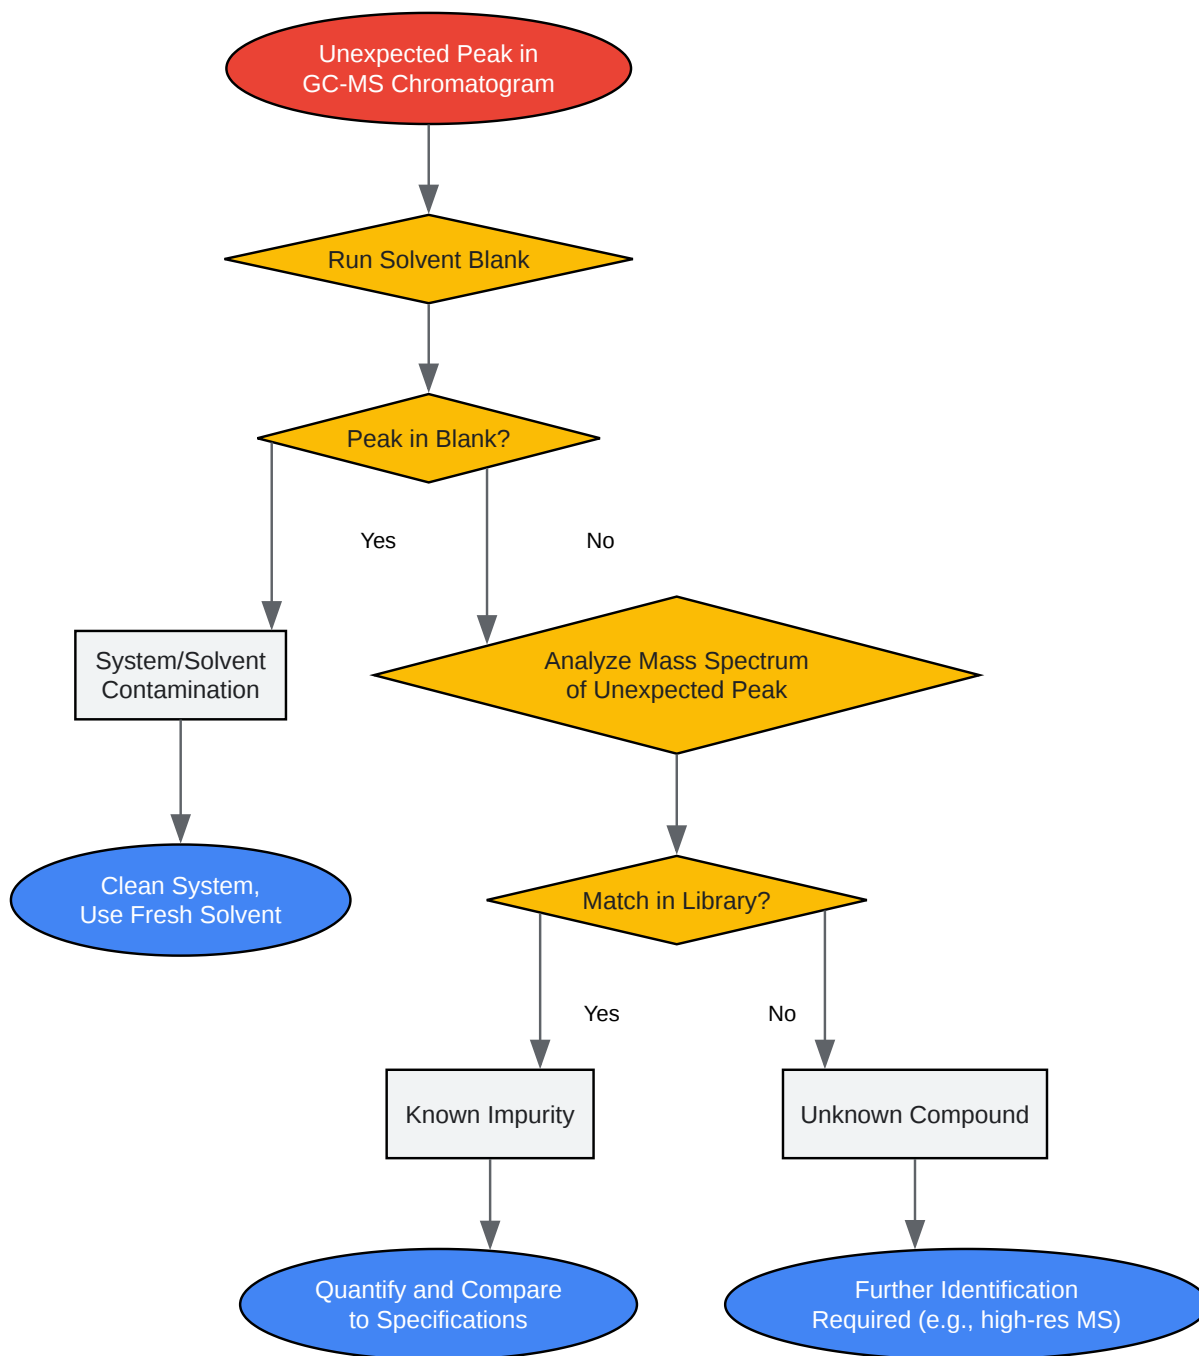 Unexpected Peak in
GC-MS Chromatogram
Run Solvent Blank
Peak in Blank?
Yes
No
System/Solvent
Contamination
Analyze Mass Spectrum
of Unexpected Peak
Clean System,
Use Fresh Solvent
Match in Library?
Yes
No
Known Impurity
Unknown Compound
Quantify and Compare
to Specifications
Further Identification
Required (e.g., high-res MS)